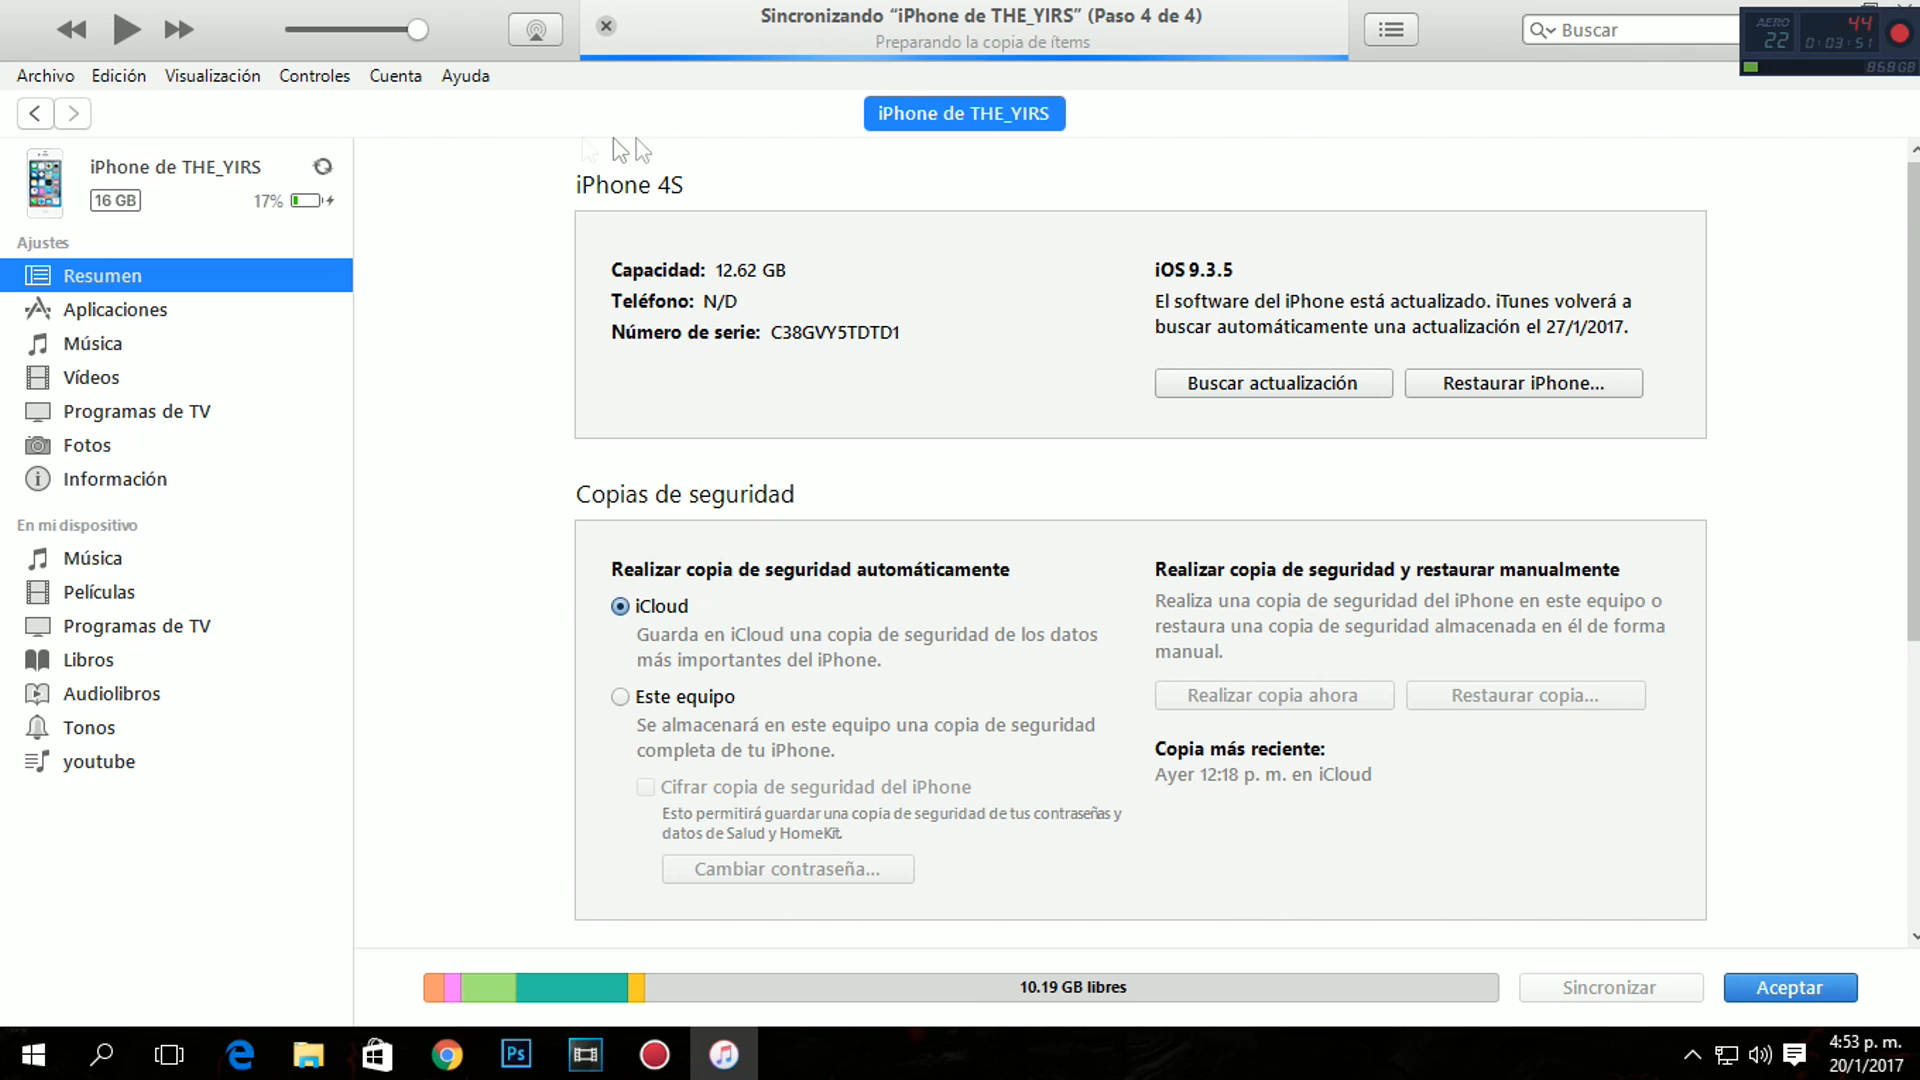 Sincronizando “iPhone de THE_YIRS” (Paso 4 de 4)
Preparando la copia de ítems
Buscar
AERO
22
44
0:03:51
868GB
Archivo Edición Visualización Controles Cuenta Ayuda
iPhone de THE_YIRS
iPhone de THE_YIRS
16 GB 17%
Ajustes
Resumen
Aplicaciones
Música
Vídeos
Programas de TV
Fotos
Información
En mi dispositivo
Música
Películas
Programas de TV
Libros
Audiolibros
Tonos
youtube
iPhone 4S
Capacidad: 12.62 GB
Teléfono: N/D
Número de serie: C38GVY5TDTD1
iOS 9.3.5
El software del iPhone está actualizado. iTunes volverá a
buscar automáticamente una actualización el 27/1/2017.
Buscar actualización Restaurar iPhone...
Copias de seguridad
Realizar copia de seguridad automáticamente
iCloud
Guarda en iCloud una copia de seguridad de los datos
más importantes del iPhone.
Este equipo
Se almacenará en este equipo una copia de seguridad
completa de tu iPhone.
Cifrar copia de seguridad del iPhone
Esto permitirá guardar una copia de seguridad de tus contraseñas y
datos de Salud y HomeKit.
Cambiar contraseña...
Realizar copia de seguridad y restaurar manualmente
Realiza una copia de seguridad del iPhone en este equipo o
restaura una copia de seguridad almacenada en él de forma
manual.
Realizar copia ahora Restaurar copia...
Copia más reciente:
Ayer 12:18 p. m. en iCloud
10.19 GB libres
Sincronizar Aceptar
Ps
4:53 p. m.
20/1/2017